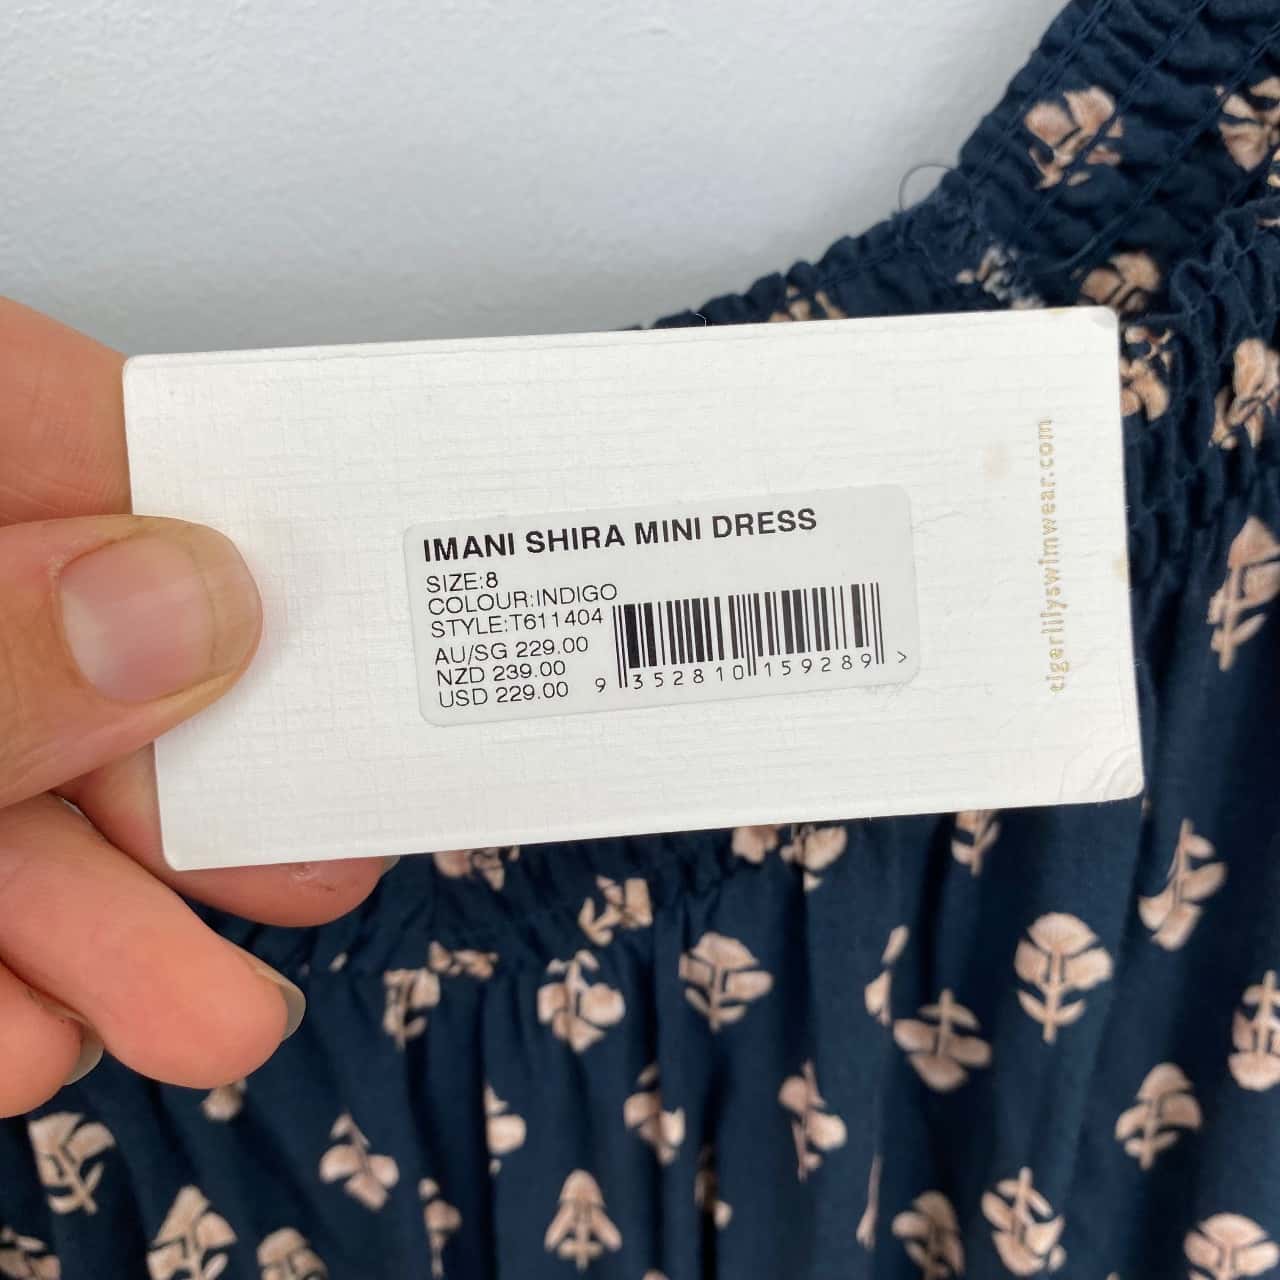 IMANI SHIRA MINI DRESS
SIZE:8
COLOUR:INDIGO
STYLE:T611404
AU/SG 229.00
NZD 239.00
USD 229.00
9 352810 159289 >
tigerlilyswimwear.com